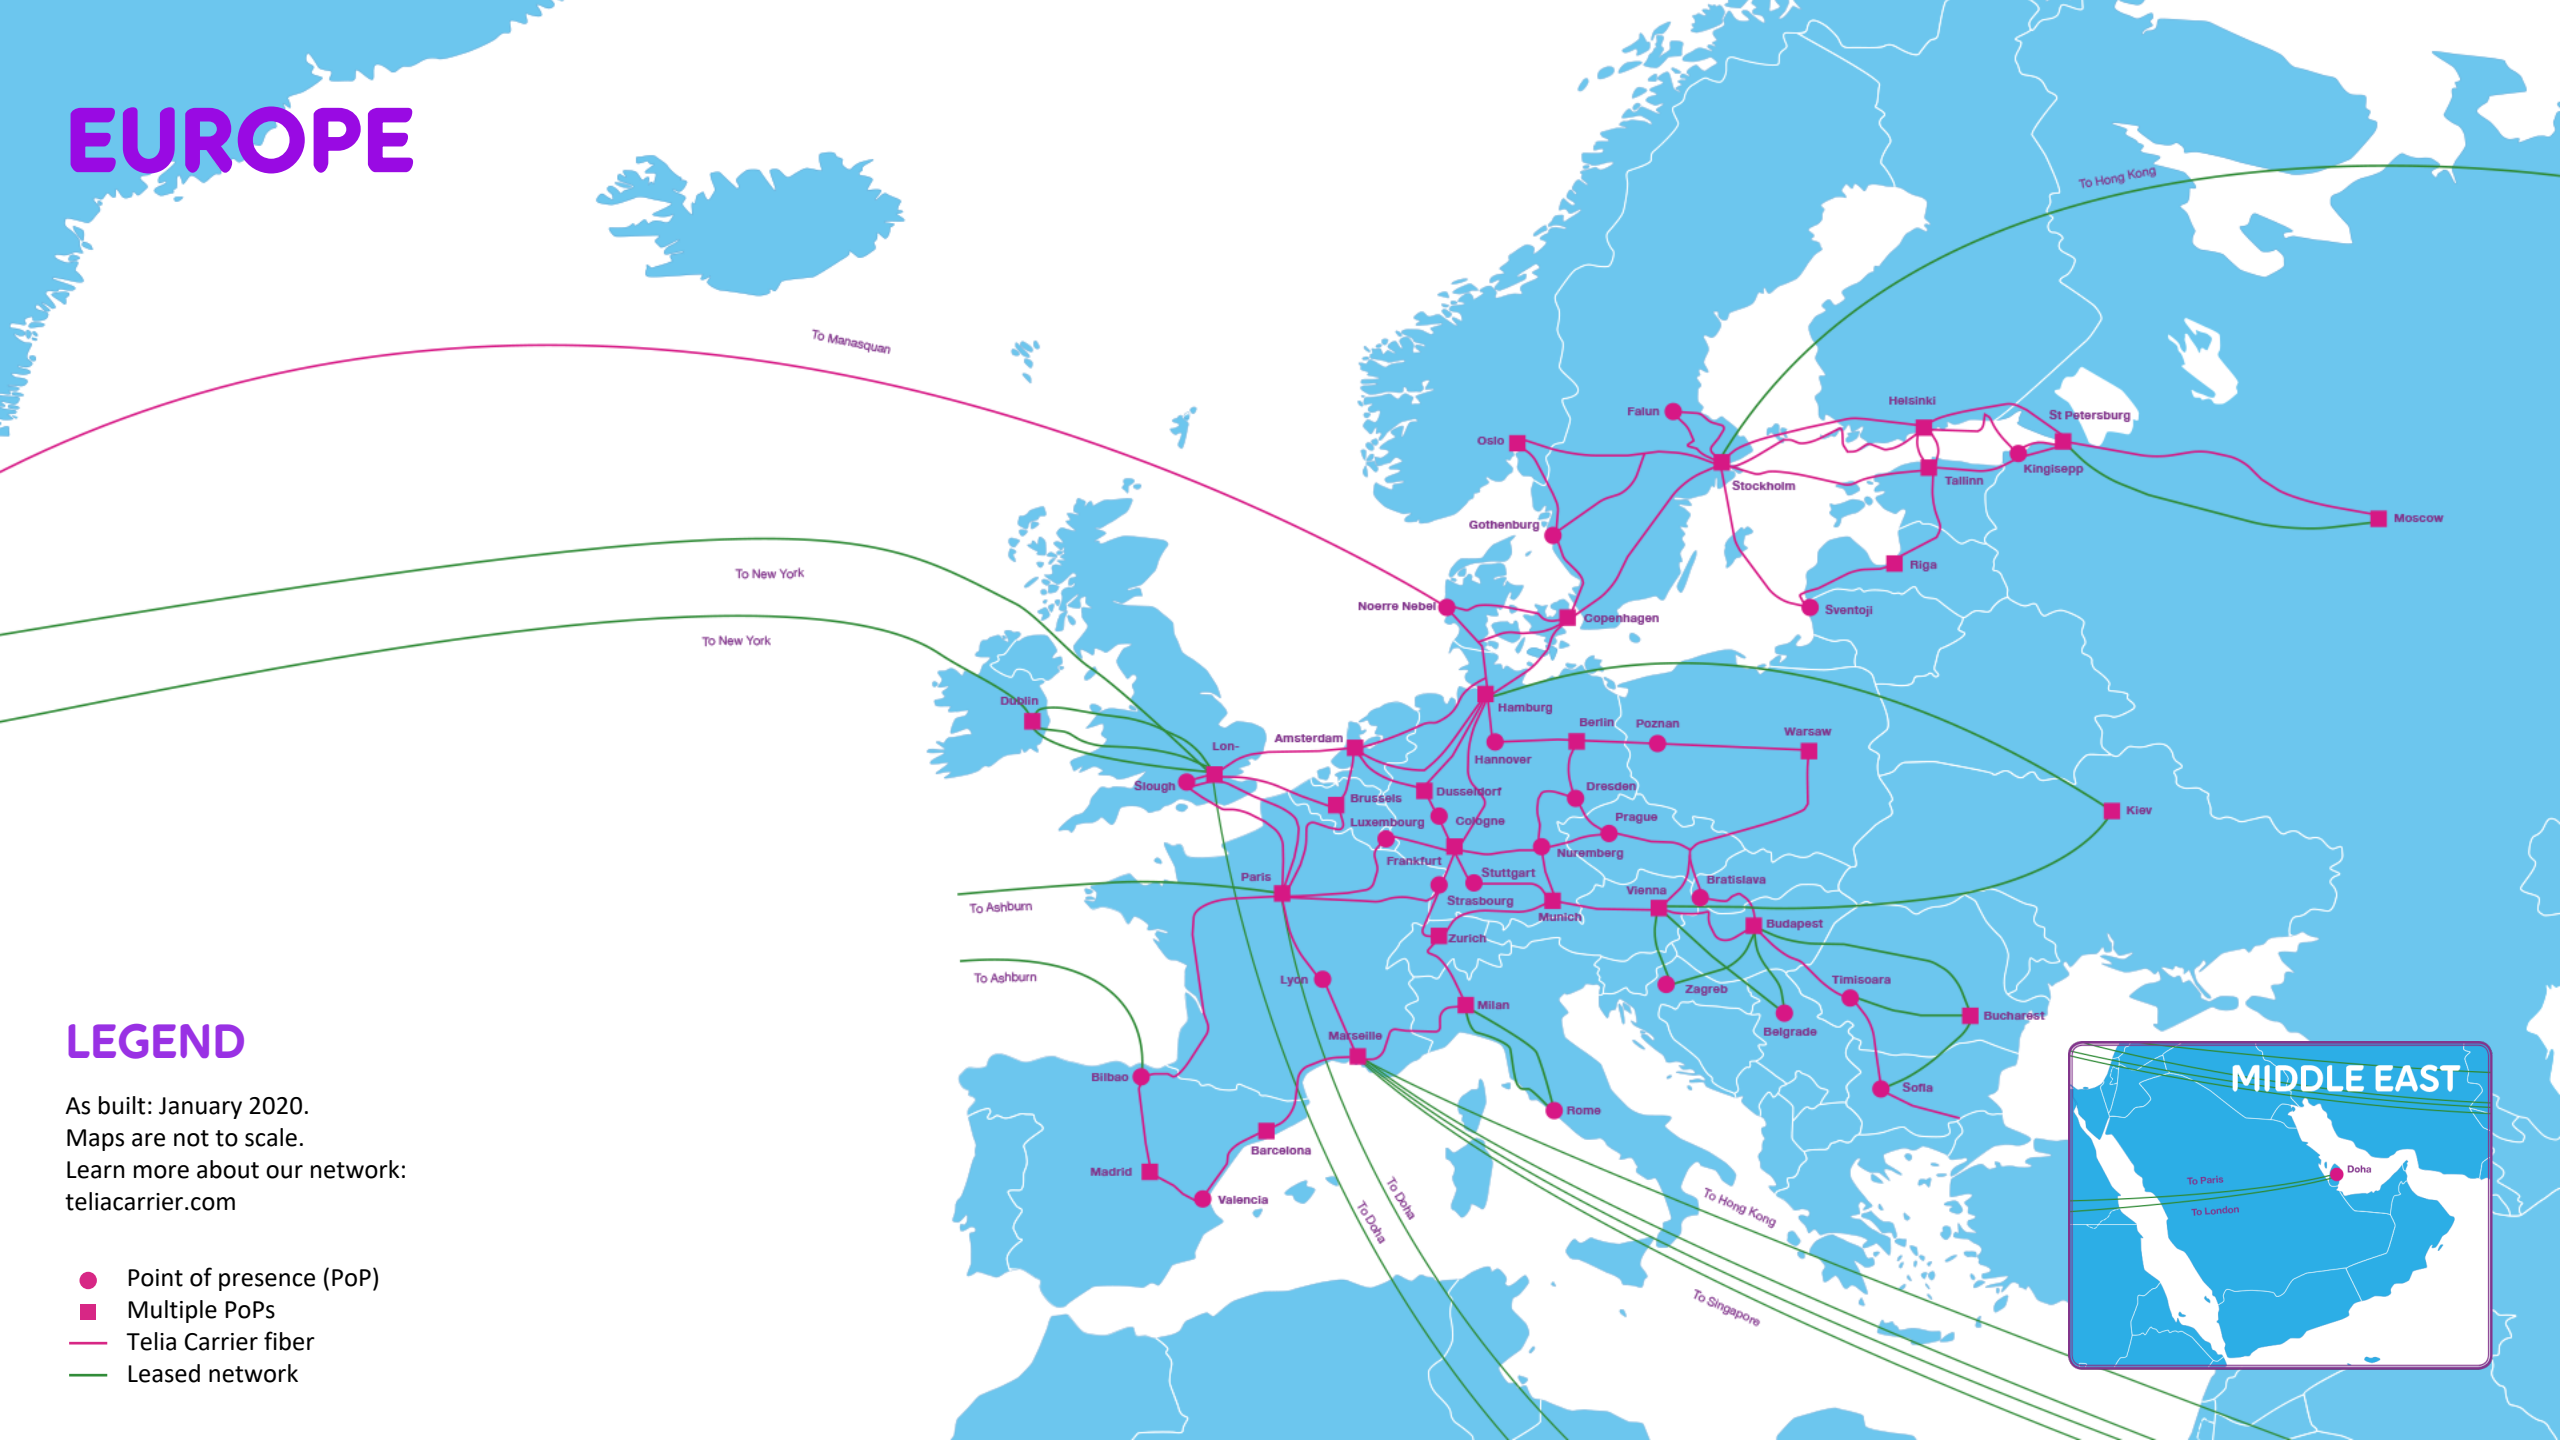 EUROPE
To Hong Kong
To Manasquan
Helsinki
Falun
St Petersburg
Oslo
Kingisepp
Tallinn
Stockholm
Moscow
Gothenburg
Riga
To New York
Noerre Nebel
Sventoji
Copenhagen
To New York
Dublin
Hamburg
Berlin
Poznan
Warsaw
Amsterdam
Lon-
Hannover
Slough
Dresden
Dusseldorf
Brussels
Kiev
Prague
Luxembourg
Cologne
Nuremberg
Frankfurt
Stuttgart
Paris
Bratislava
Vienna
Strasbourg
To Ashburn
Munich
Budapest
Zurich
To Ashburn
Lyon
Timisoara
Zagreb
Milan
Bucharest
Belgrade
Marseille
LEGEND
Bilbao
Sofia
As built: January 2020.
Rome
Maps are not to scale.
Barcelona
Learn more about our network:
Madrid
teliacarrier.com
Valencia
To Doha
To Doha
To Hong Kong
To Singapore
MIDDLE EAST
Doha
To Paris
To London
Point of presence (PoP)
Multiple PoPs
Telia Carrier fiber
Leased network